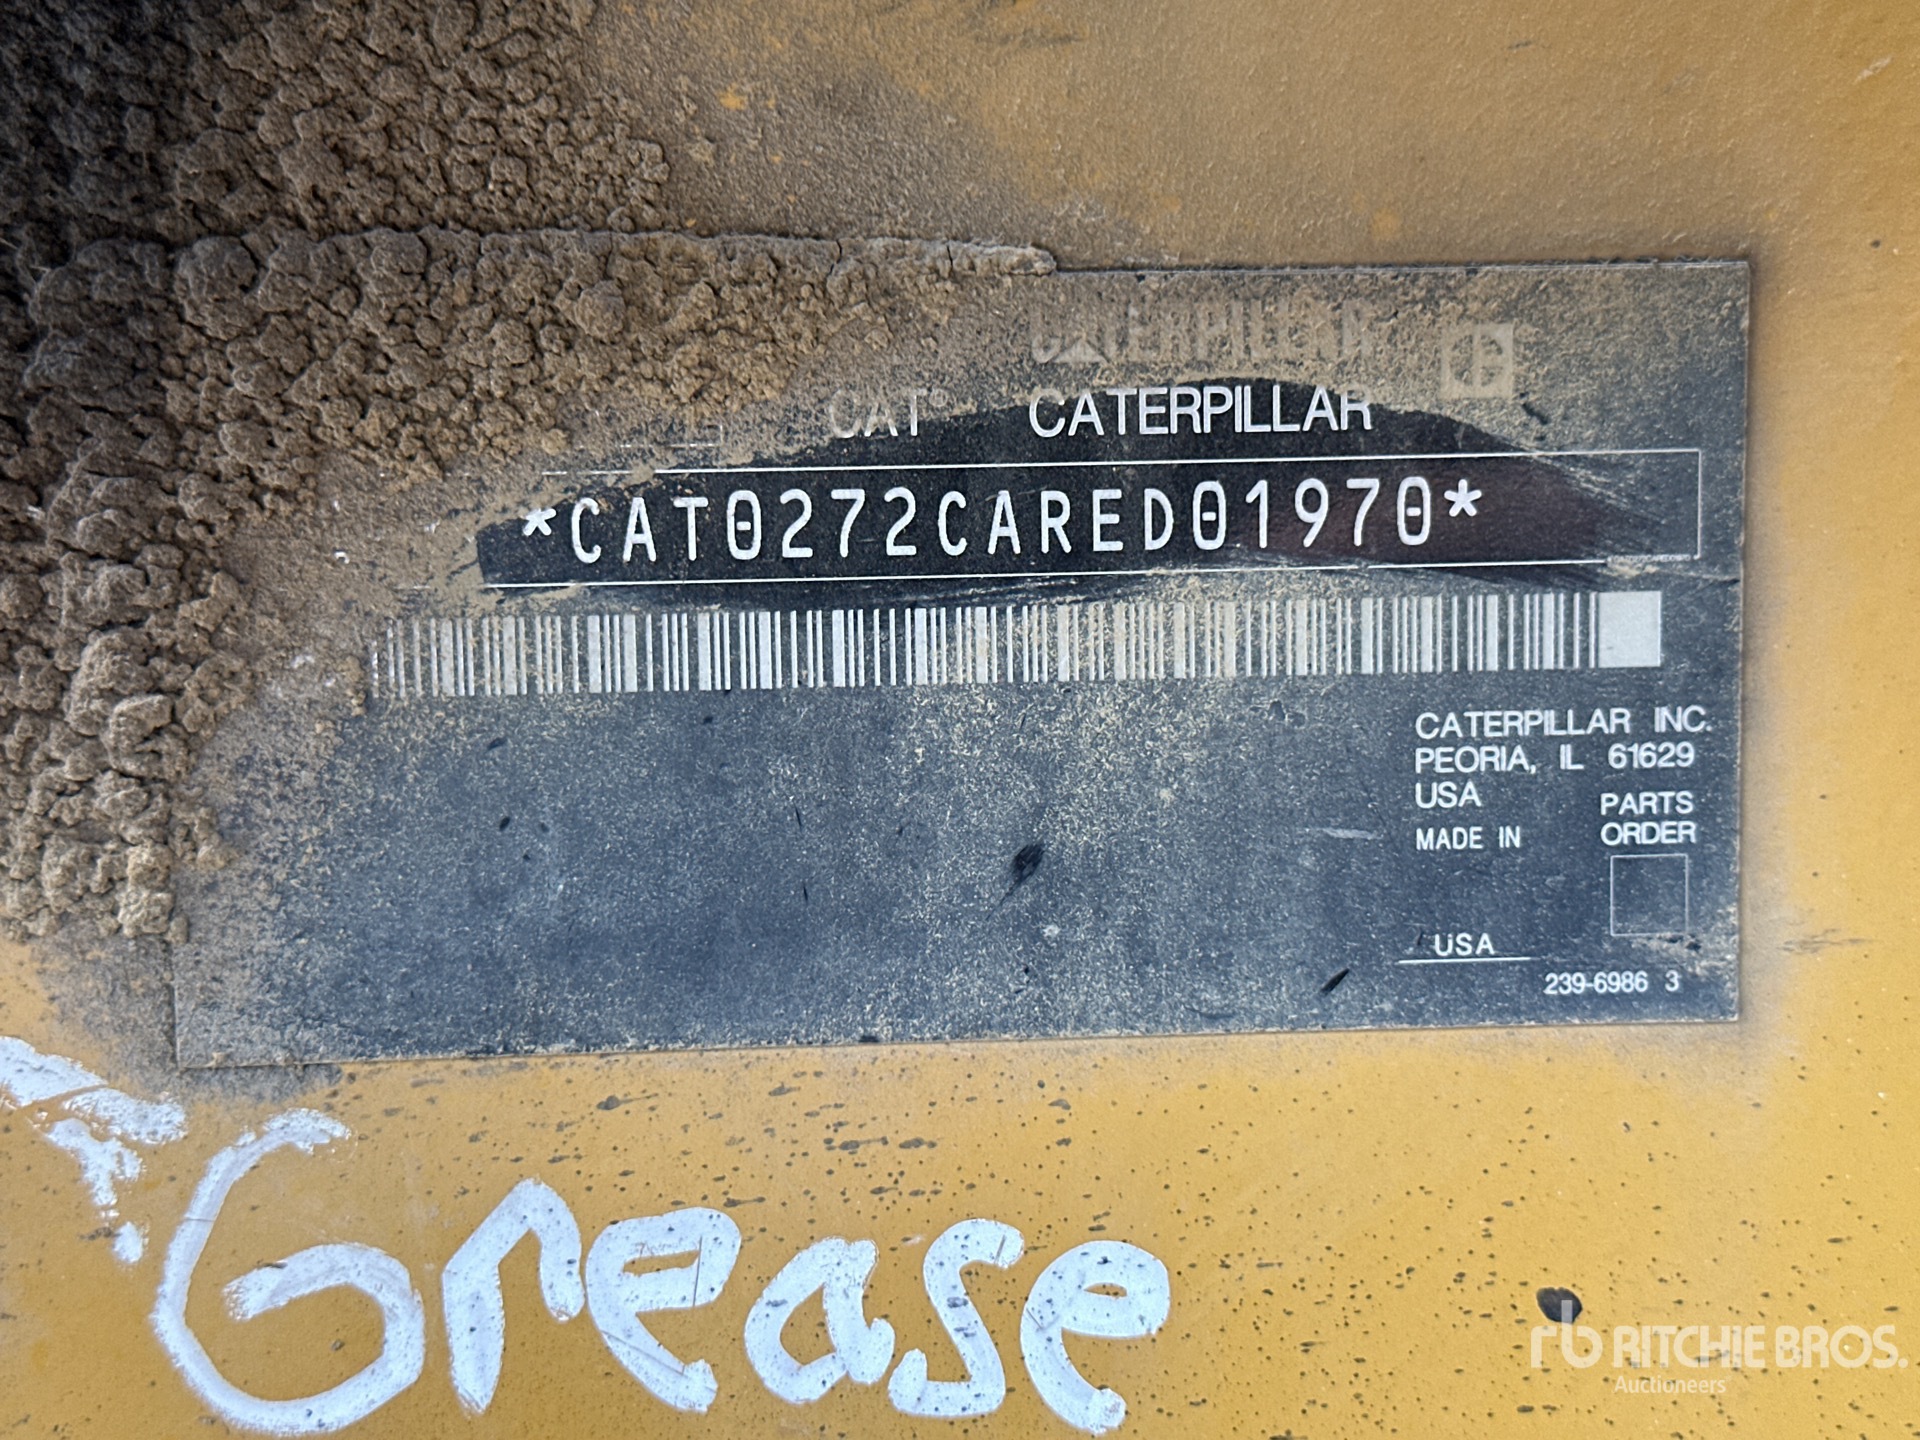 CATERPILLAR
CAT® CATERPILLAR
*CAT0272CARED01970*
CATERPILLAR INC.
PEORIA, IL 61629
USA
PARTS
MADE IN ORDER
USA
239-6986 3
Grease
rb RITCHIE BROS.
Auctioneers